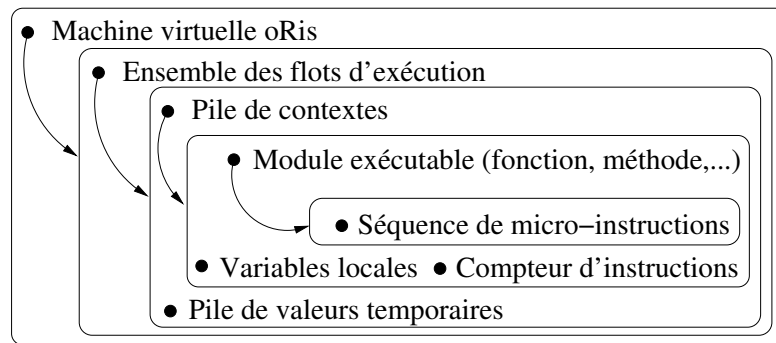 Machine virtuelle oRis
Ensemble des flots d'exécution
Pile de contextes
Module exécutable (fonction, méthode,...)
Séquence de micro−instructions
Variables locales
Compteur d'instructions
Pile de valeurs temporaires